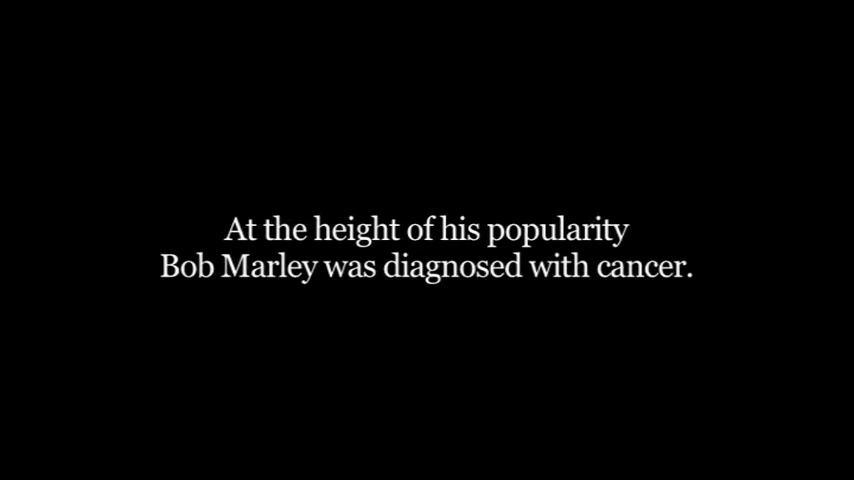 At the height of his popularity
Bob Marley was diagnosed with cancer.